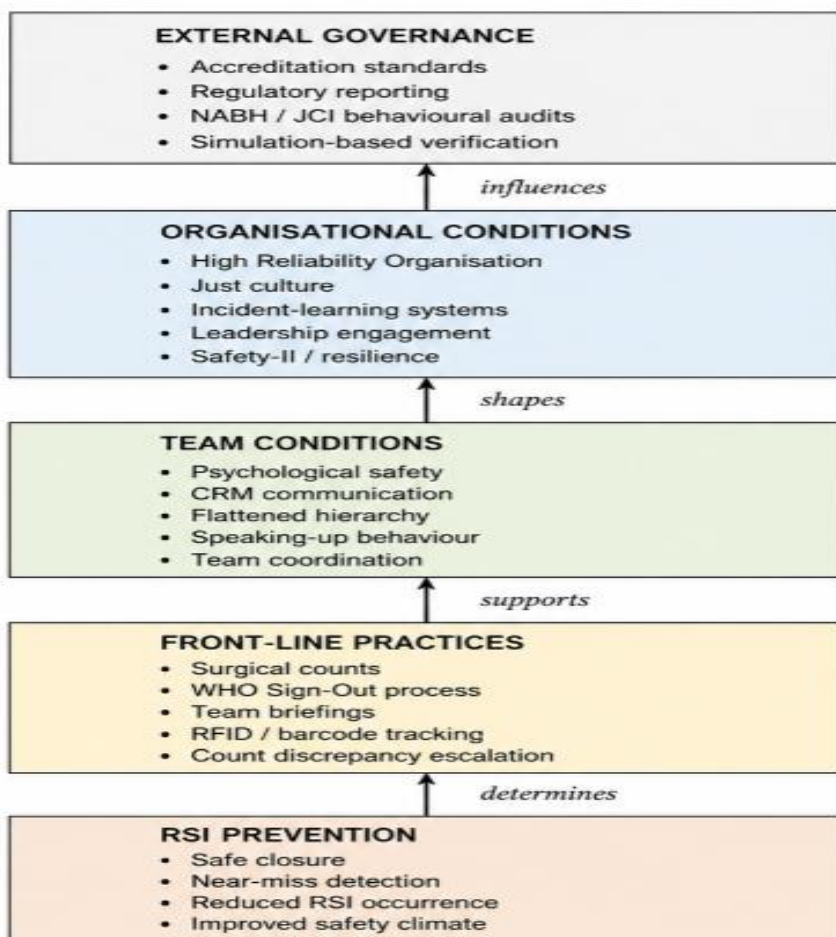 EXTERNAL GOVERNANCE
• Accreditation standards
• Regulatory reporting
• NABH / JCI behavioural audits
• Simulation-based verification
influences
ORGANISATIONAL CONDITIONS
• High Reliability Organisation
• Just culture
• Incident-learning systems
• Leadership engagement
• Safety-II / resilience
shapes
TEAM CONDITIONS
• Psychological safety
• CRM communication
• Flattened hierarchy
• Speaking-up behaviour
• Team coordination
supports
FRONT-LINE PRACTICES
• Surgical counts
• WHO Sign-Out process
• Team briefings
• RFID / barcode tracking
• Count discrepancy escalation
determines
RSI PREVENTION
• Safe closure
• Near-miss detection
• Reduced RSI occurrence
• Improved safety climate